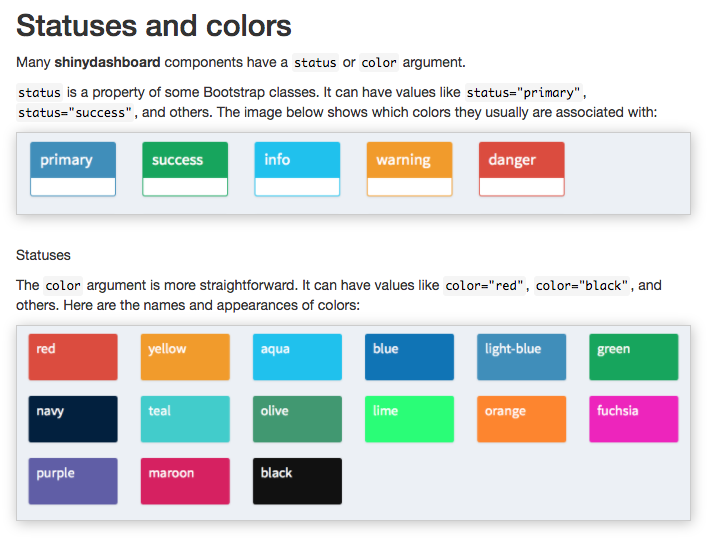 Statuses and colors
Many shinydashboard components have a status or color argument.
status is a property of some Bootstrap classes. It can have values like status="primary",
status="success", and others. The image below shows which colors they usually are associated with:
primary success info warning danger
Statuses
The color argument is more straightforward. It can have values like color="red", color="black", and
others. Here are the names and appearances of colors:
red yellow aqua blue light-blue green
navy teal olive lime orange fuchsia
purple maroon black